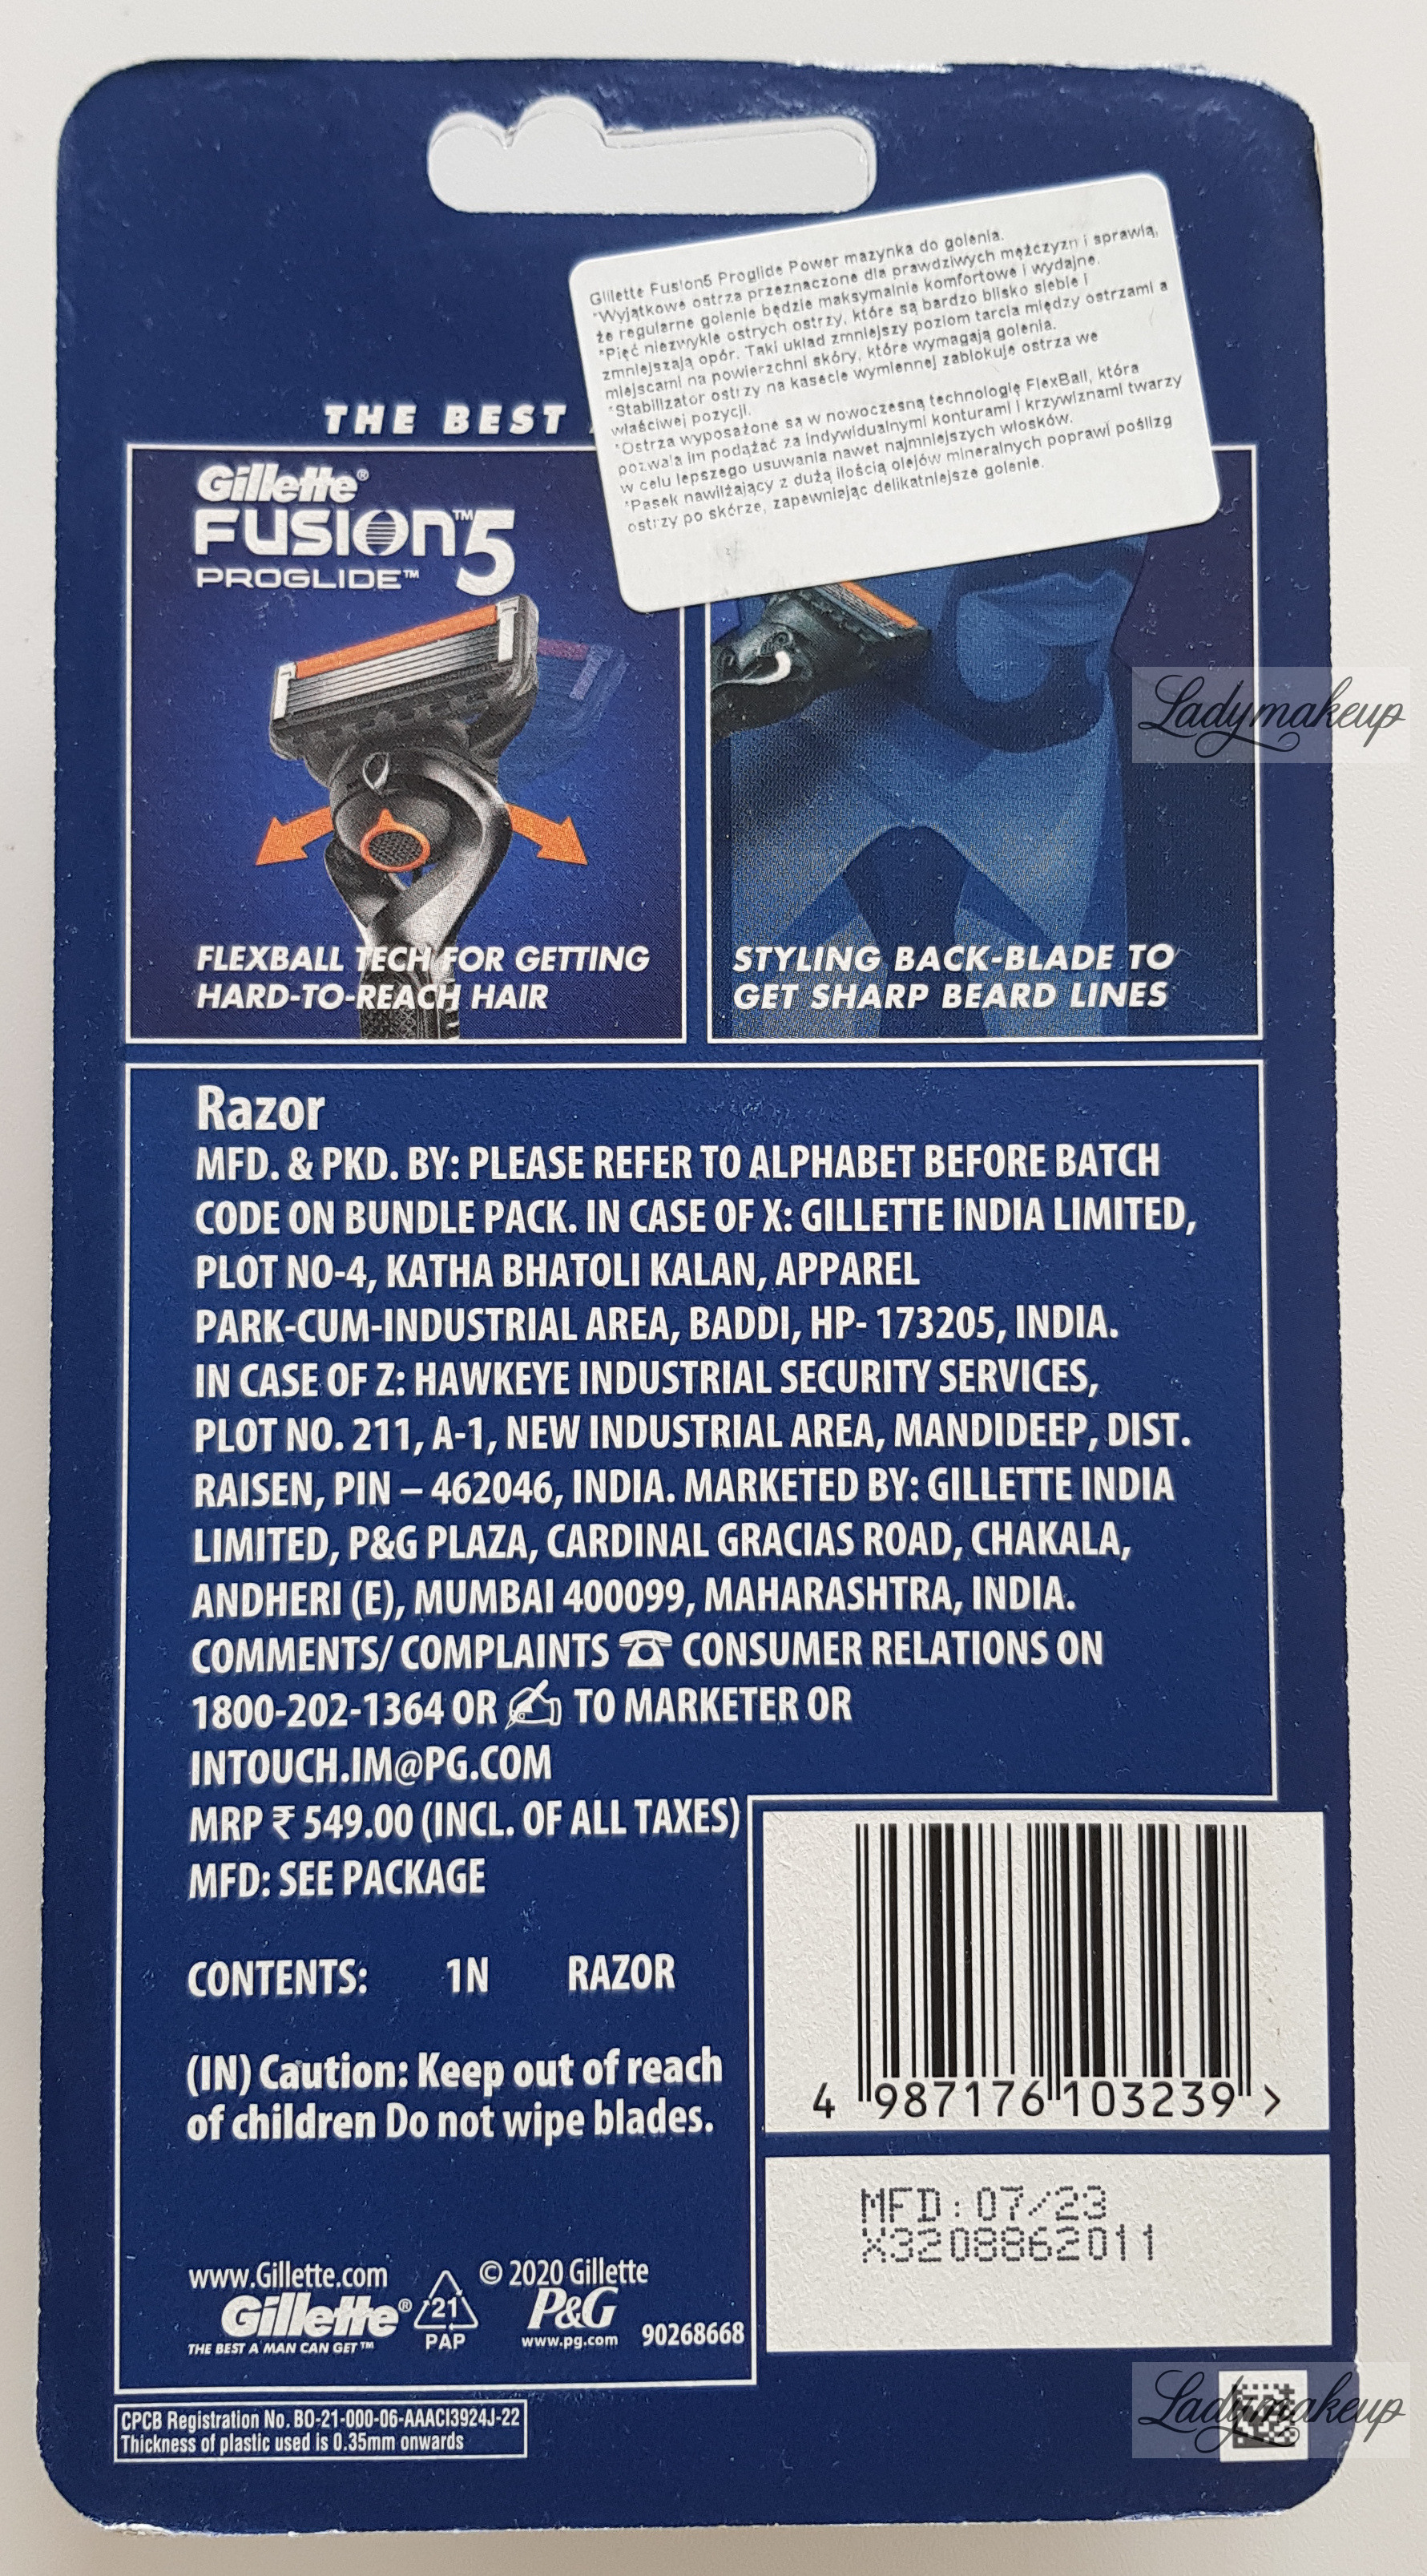 Gillette Fusion5 Proglide Power mazynka do golenia.
*Wyjątkowe ostrza przeznaczone dla prawdziwych mężczyzn i sprawią,
że regularne golenie będzie maksymalnie komfortowe i wydajne.
*Pięć niezwykle ostrych ostrzy, które są bardzo blisko siebie i
zmniejszają opór. Taki układ zmniejszy poziom tarcia między ostrzami a
miejscami na powierzchni skóry, które wymagają golenia.
*Stabilizator ostrzy na kasecie wymiennej zablokuje ostrza we
właściwej pozycji.
*Ostrza wyposażone są w nowoczesną technologię FlexBall, która
pozwala im podążać za indywidualnymi konturami i krzywiznami twarzy
w celu lepszego usuwania nawet najmniejszych włosków.
*Pasek nawilżający z dużą ilością olejów mineralnych poprawi poślizg
ostrzy po skórze, zapewniając delikatniejsze golenie.
THE BEST
Gillette®
FUSION™5
PROGLIDE™
FLEXBALL TECH FOR GETTING
HARD-TO-REACH HAIR
STYLING BACK-BLADE TO
GET SHARP BEARD LINES
Ladymakeup
Razor
MFD. & PKD. BY: PLEASE REFER TO ALPHABET BEFORE BATCH
CODE ON BUNDLE PACK. IN CASE OF X: GILLETTE INDIA LIMITED,
PLOT NO-4, KATHA BHATOLI KALAN, APPAREL
PARK-CUM-INDUSTRIAL AREA, BADDI, HP- 173205, INDIA.
IN CASE OF Z: HAWKEYE INDUSTRIAL SECURITY SERVICES,
PLOT NO. 211, A-1, NEW INDUSTRIAL AREA, MANDIDEEP, DIST.
RAISEN, PIN – 462046, INDIA. MARKETED BY: GILLETTE INDIA
LIMITED, P&G PLAZA, CARDINAL GRACIAS ROAD, CHAKALA,
ANDHERI (E), MUMBAI 400099, MAHARASHTRA, INDIA.
COMMENTS/ COMPLAINTS ☎ CONSUMER RELATIONS ON
1800-202-1364 OR ✍ TO MARKETER OR
INTOUCH.IM@PG.COM
MRP ₹ 549.00 (INCL. OF ALL TAXES)
MFD: SEE PACKAGE
CONTENTS: 1N RAZOR
(IN) Caution: Keep out of reach
of children Do not wipe blades.
4 987176 103239 >
MFD:07/23
X3208862011
www.Gillette.com © 2020 Gillette
Gillette® 21 P&G
THE BEST A MAN CAN GET™ PAP www.pg.com 90268668
CPCB Registration No. BO-21-000-06-AAACI3924J-22
Thickness of plastic used is 0.35mm onwards
Ladymakeup